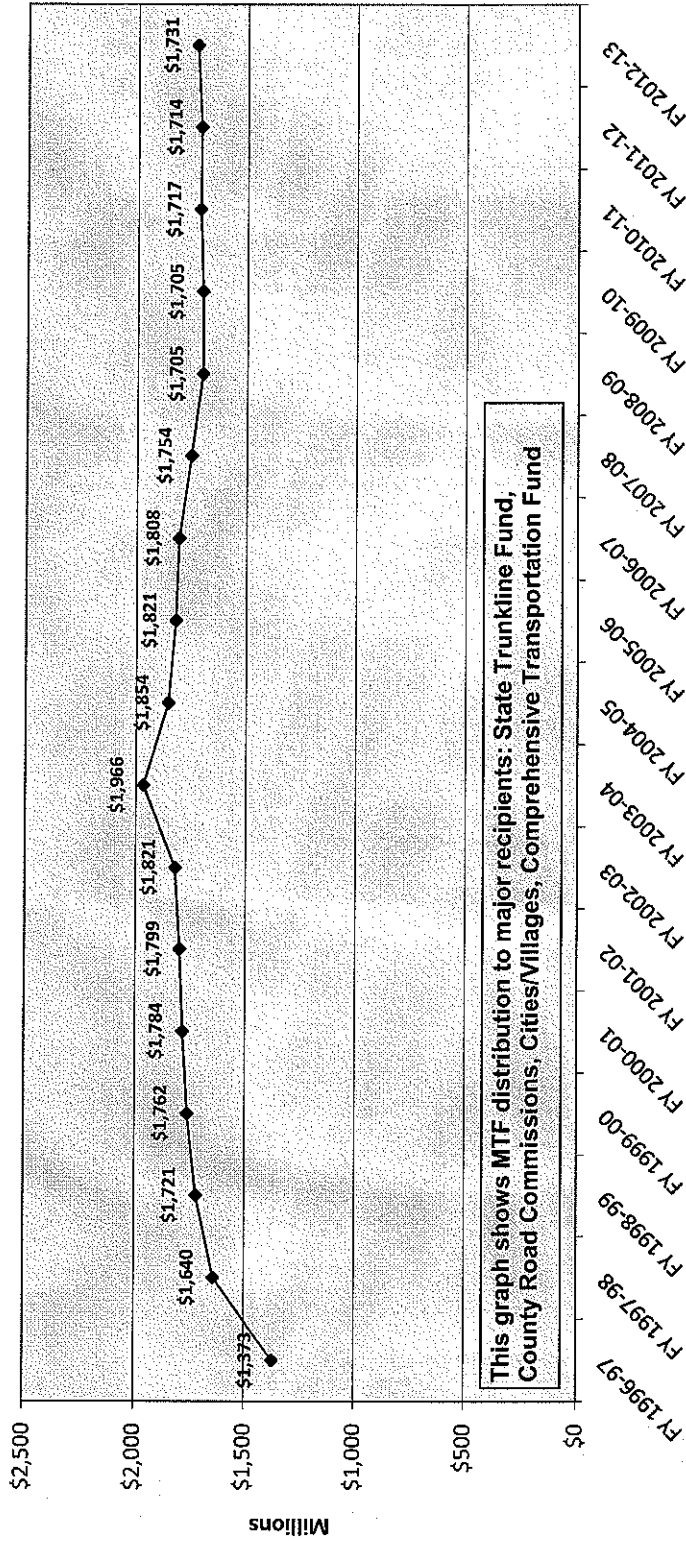 $2,500
$2,000
$1,500
$1,000
$500
$-
Millions
$1,373
$1,640
$1,721
$1,762
$1,784
$1,799
$1,821
$1,966
$1,854
$1,821
$1,808
$1,754
$1,705
$1,705
$1,717
$1,714
$1,731
This graph shows MTF distribution to major recipients: State Trunkline Fund,
County Road Commissions, Cities/Villages, Comprehensive Transportation Fund
FY 1996-97
FY 1997-98
FY 1998-99
FY 1999-00
FY 2000-01
FY 2001-02
FY 2002-03
FY 2003-04
FY 2004-05
FY 2005-06
FY 2006-07
FY 2007-08
FY 2008-09
FY 2009-10
FY 2010-11
FY 2011-12
FY 2012-13